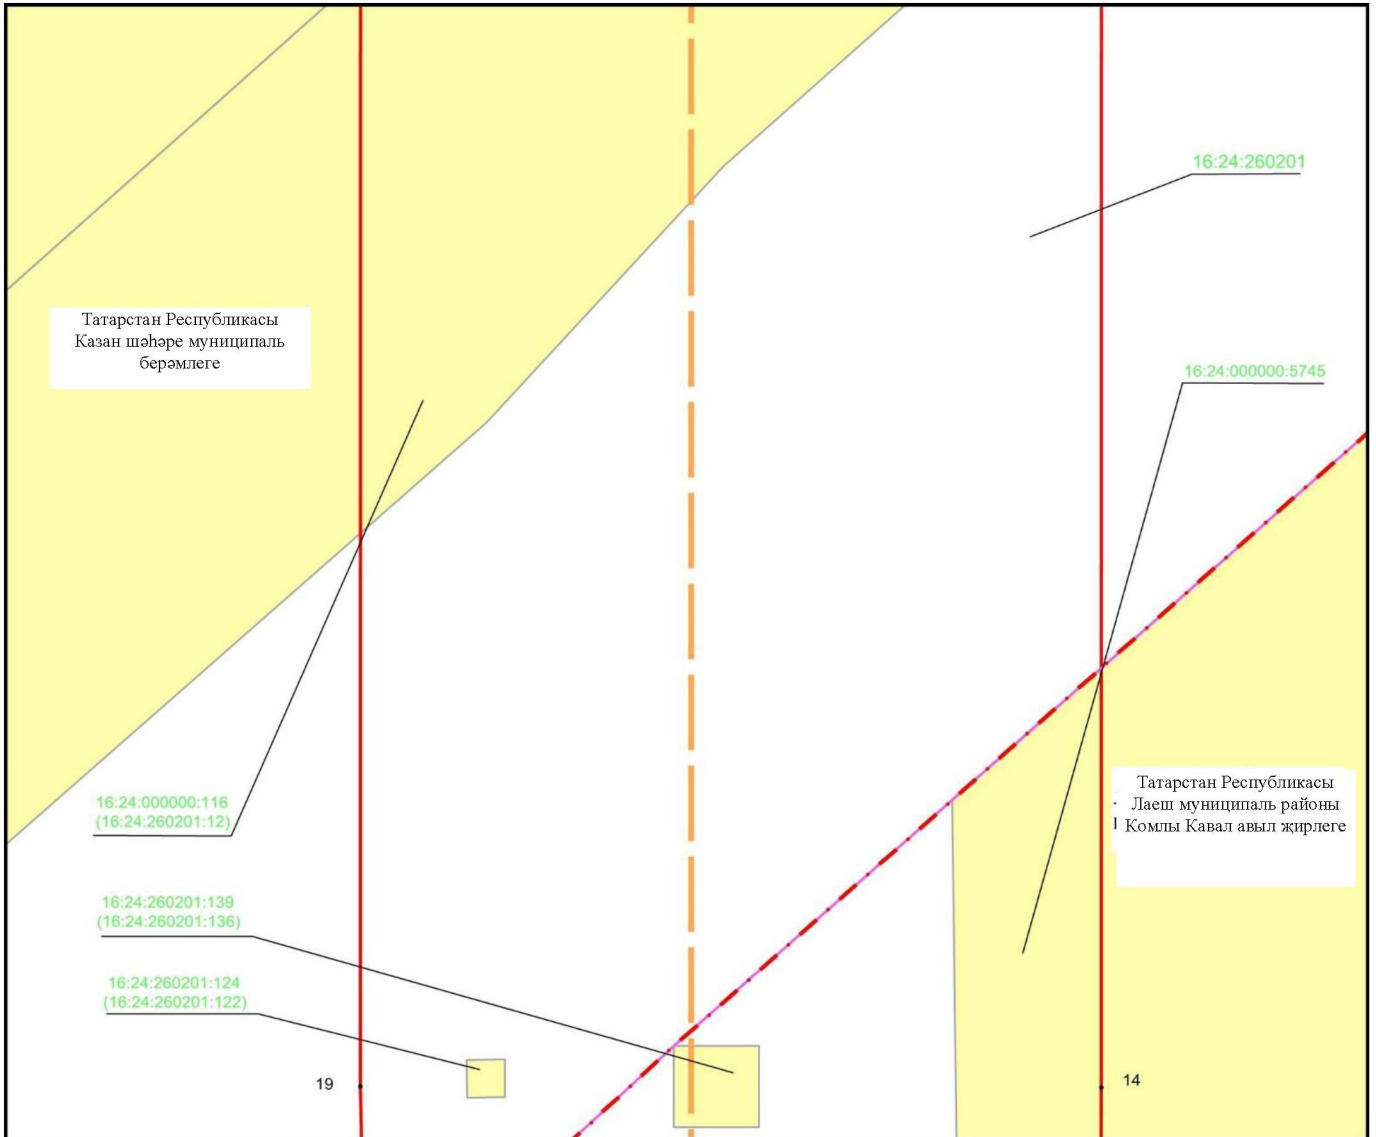 16:24:260201
Татарстан Республикасы
Казан шәһәре муниципаль
берәмлеге
16:24:000000:5745
Татарстан Республикасы
Лаеш муниципаль районы
Комлы Кавал авыл җирлеге
16:24:000000:116
(16:24:260201:12)
16:24:260201:139
(16:24:260201:136)
16:24:260201:124
(16:24:260201:122)
19
14